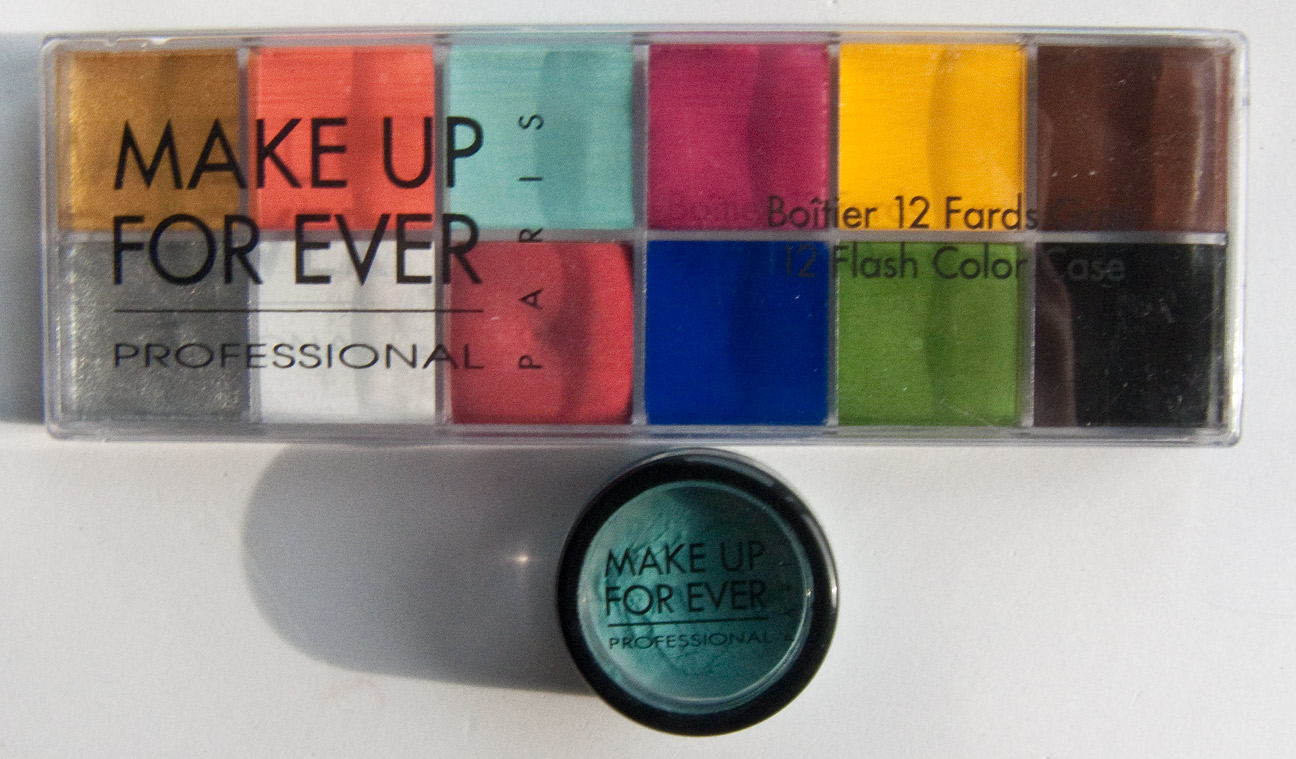 MAKE UP
FOR EVER
PROFESSIONAL
PARIS
Boîtier 12 Fards
12 Flash Color Case
MAKE UP
FOR EVER
PROFESSIONAL